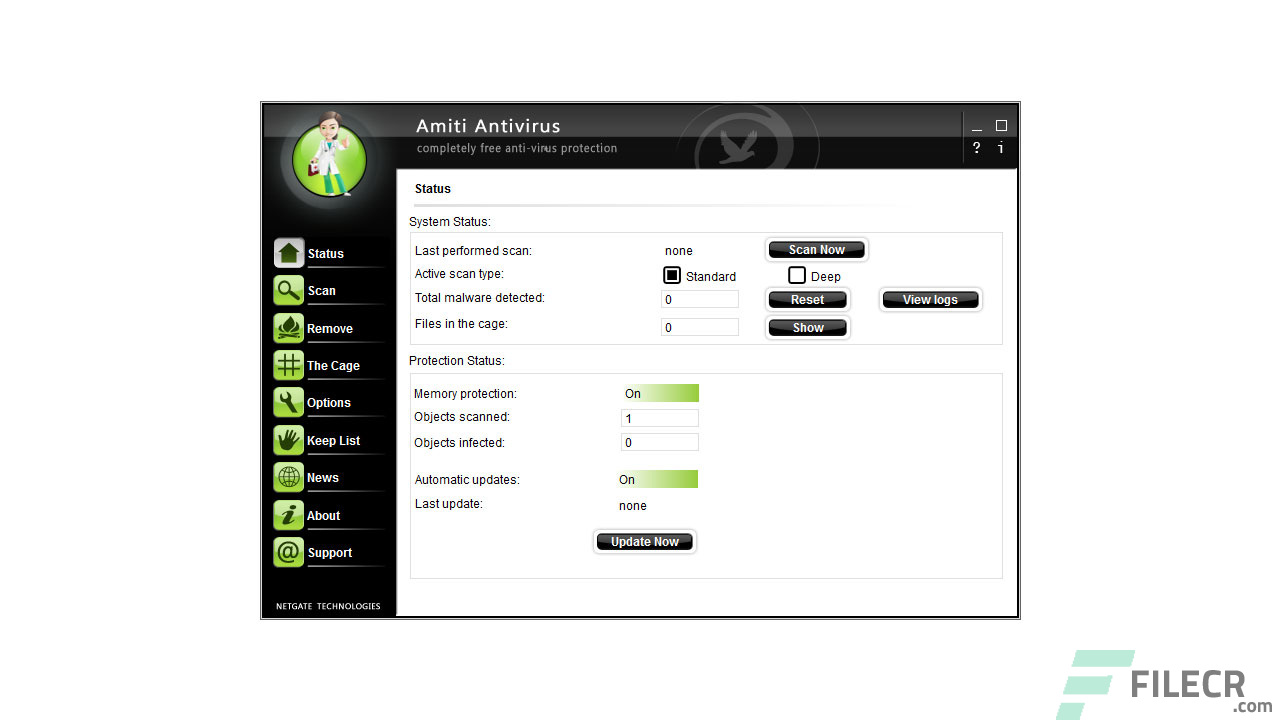 Amiti Antivirus
completely free anti-virus protection
? i
Status
System Status:
Last performed scan: none Scan Now
Active scan type: Standard Deep
Total malware detected: 0 Reset View logs
Files in the cage: 0 Show
Protection Status:
Memory protection: On
Objects scanned: 1
Objects infected: 0
Automatic updates: On
Last update: none
Update Now
Status
Scan
Remove
The Cage
Options
Keep List
News
About
Support
NETGATE TECHNOLOGIES
FILECR
.com